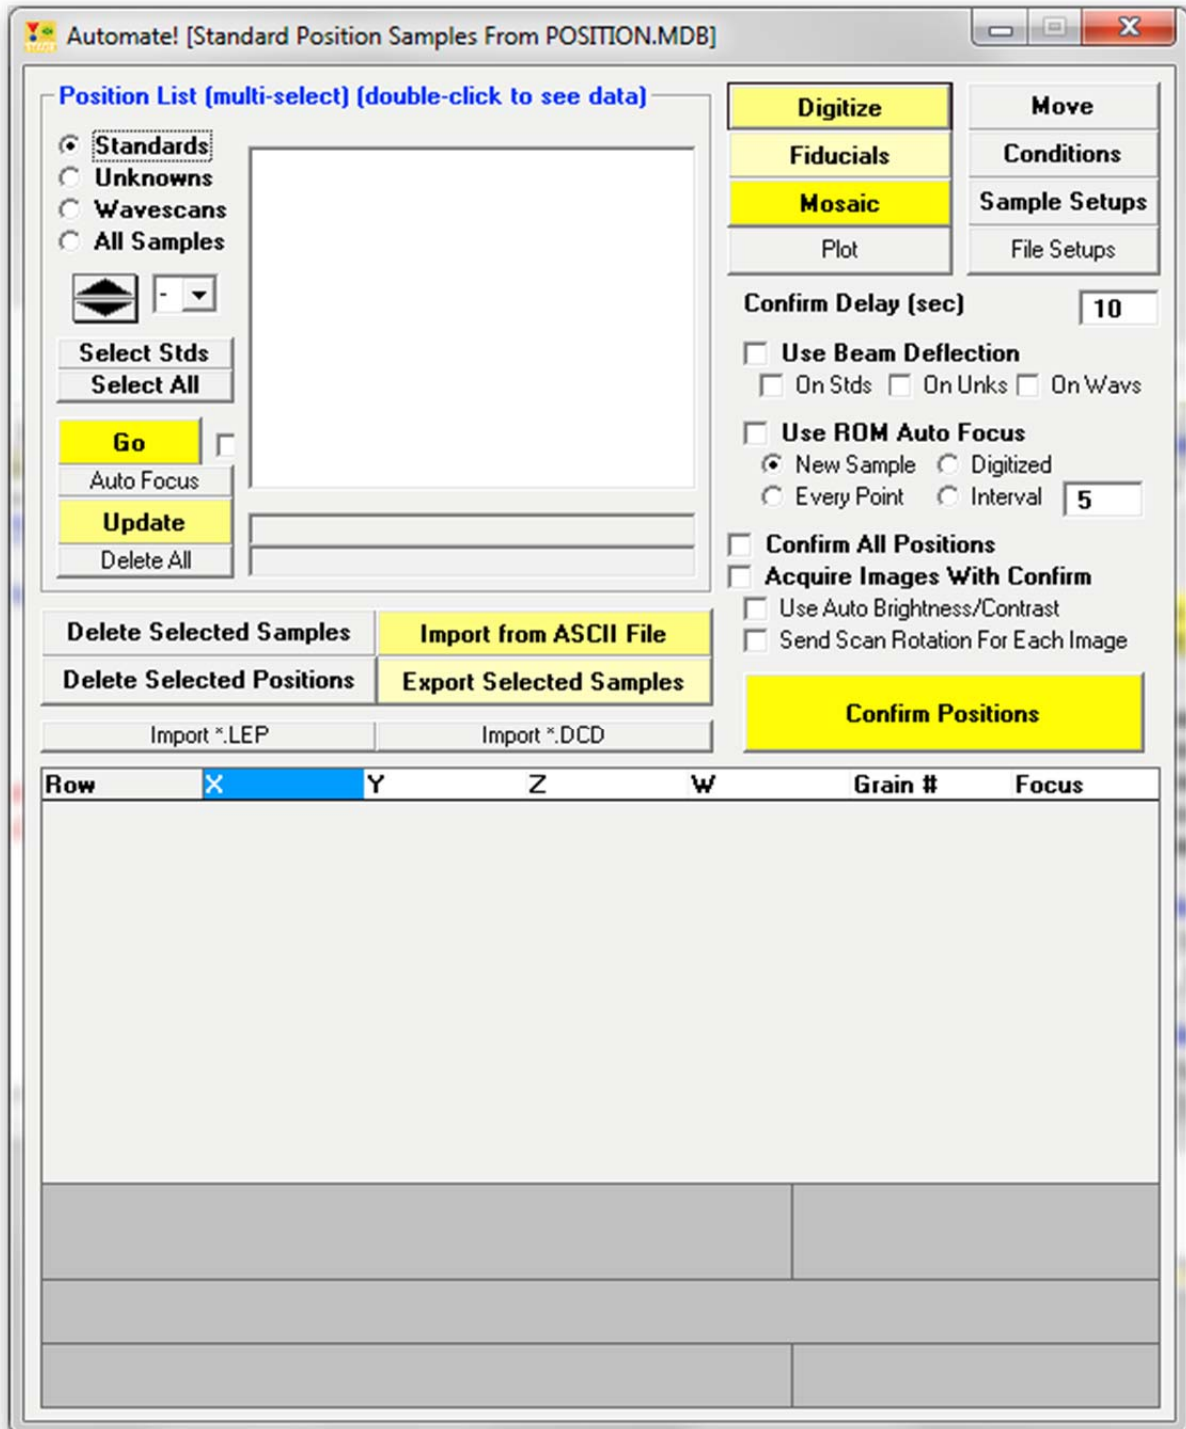 Automate! [Standard Position Samples From POSITION.MDB]
Position List (multi-select) (double-click to see data)
Standards
Unknowns
Wavescans
All Samples
-
Select Stds
Select All
Go
Auto Focus
Update
Delete All
Digitize
Move
Fiducials
Conditions
Mosaic
Sample Setups
Plot
File Setups
Confirm Delay (sec) 10
Use Beam Deflection
On Stds On Unks On Wavs
Use ROM Auto Focus
New Sample Digitized
Every Point Interval 5
Confirm All Positions
Acquire Images With Confirm
Use Auto Brightness/Contrast
Send Scan Rotation For Each Image
Delete Selected Samples Import from ASCII File
Delete Selected Positions Export Selected Samples
Import *.LEP Import *.DCD
Confirm Positions
Row X Y Z W Grain # Focus